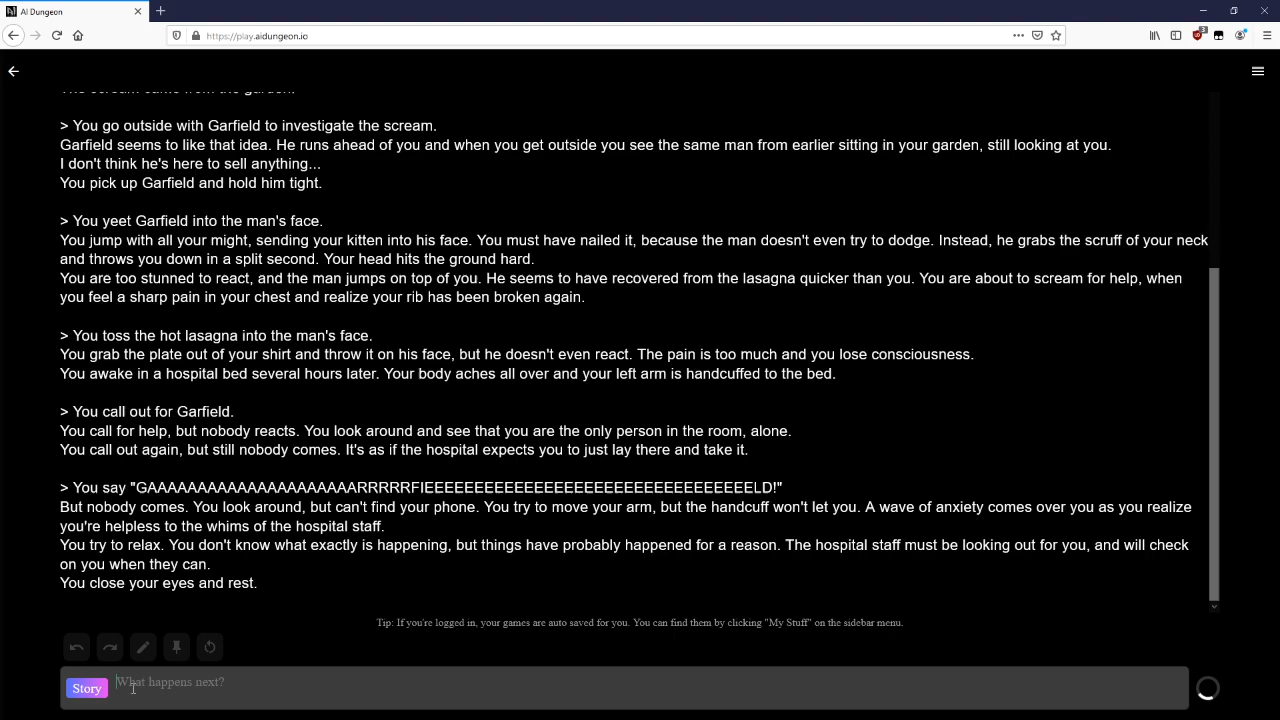 AI Dungeon
https://play.aidungeon.io
> You go outside with Garfield to investigate the scream.
Garfield seems to like that idea. He runs ahead of you and when you get outside you see the same man from earlier sitting in your garden, still looking at you.
I don't think he's here to sell anything...
You pick up Garfield and hold him tight.
> You yeet Garfield into the man's face.
You jump with all your might, sending your kitten into his face. You must have nailed it, because the man doesn't even try to dodge. Instead, he grabs the scruff of your neck
and throws you down in a split second. Your head hits the ground hard.
You are too stunned to react, and the man jumps on top of you. He seems to have recovered from the lasagna quicker than you. You are about to scream for help, when
you feel a sharp pain in your chest and realize your rib has been broken again.
> You toss the hot lasagna into the man's face.
You grab the plate out of your shirt and throw it on his face, but he doesn't even react. The pain is too much and you lose consciousness.
You awake in a hospital bed several hours later. Your body aches all over and your left arm is handcuffed to the bed.
> You call out for Garfield.
You call for help, but nobody reacts. You look around and see that you are the only person in the room, alone.
You call out again, but still nobody comes. It's as if the hospital expects you to just lay there and take it.
> You say "GAAAAAAAAAAAAAAAAAAAAARRRRRFIEEEEEEEEEEEEEEEEEEEEEEEEEEEEEEEEELD!"
But nobody comes. You look around, but can't find your phone. You try to move your arm, but the handcuff won't let you. A wave of anxiety comes over you as you realize
you're helpless to the whims of the hospital staff.
You try to relax. You don't know what exactly is happening, but things have probably happened for a reason. The hospital staff must be looking out for you, and will check
on you when they can.
You close your eyes and rest.
Tip: If you're logged in, your games are auto saved for you. You can find them by clicking "My Stuff" on the sidebar menu.
Story
What happens next?